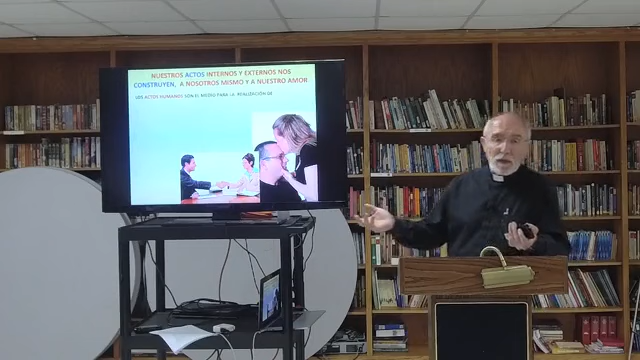 NUESTROS ACTOS INTERNOS Y EXTERNOS NOS
CONSTRUYEN, A NOSOTROS MISMO Y A NUESTRO AMOR
LOS ACTOS HUMANOS SON EL MEDIO PARA LA REALIZACIÓN DE